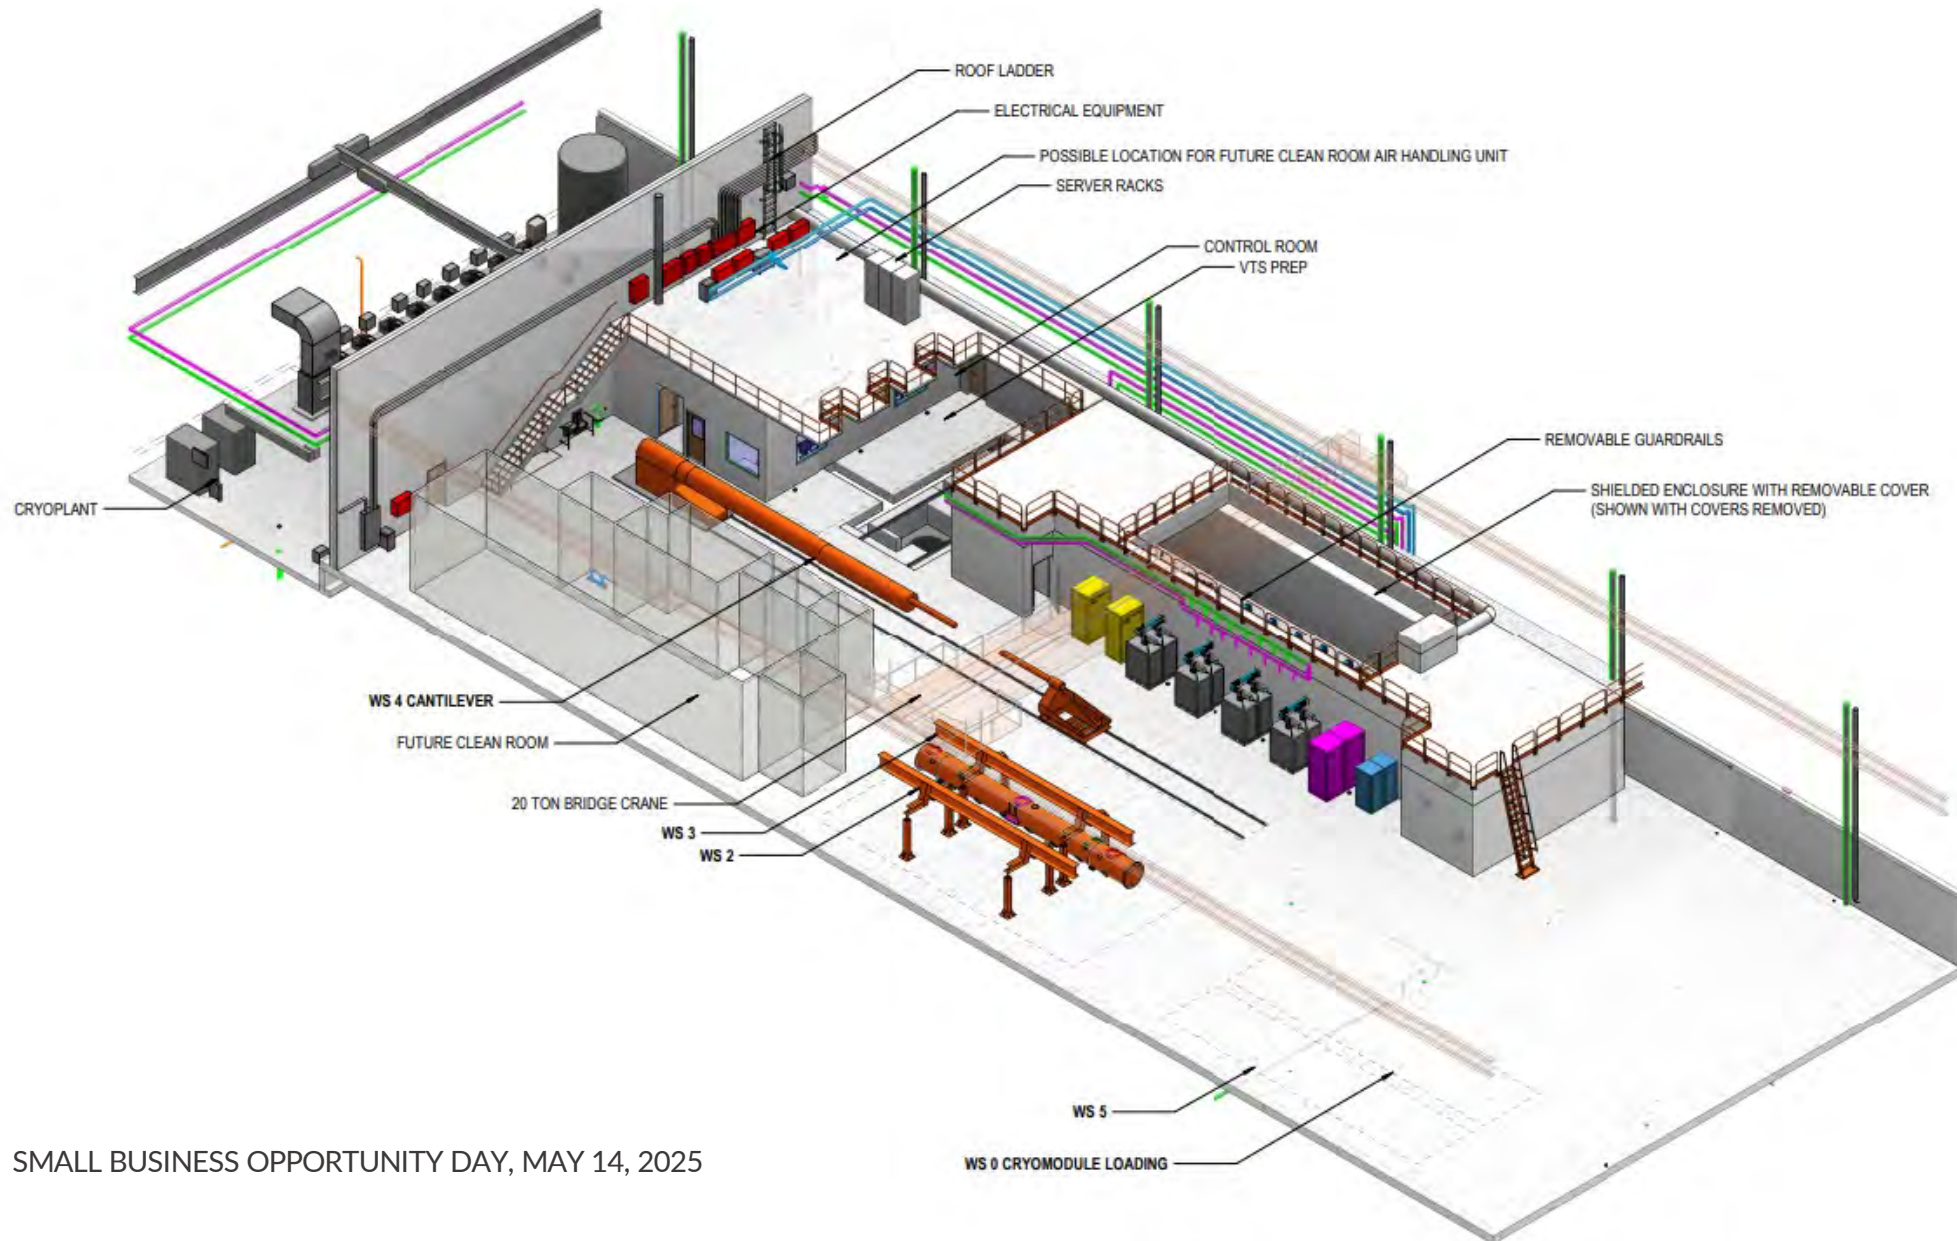 ROOF LADDER
ELECTRICAL EQUIPMENT
POSSIBLE LOCATION FOR FUTURE CLEAN ROOM AIR HANDLING UNIT
SERVER RACKS
CONTROL ROOM
VTS PREP
REMOVABLE GUARDRAILS
SHIELDED ENCLOSURE WITH REMOVABLE COVER
(SHOWN WITH COVERS REMOVED)
CRYOPLANT
WS 4 CANTILEVER
FUTURE CLEAN ROOM
20 TON BRIDGE CRANE
WS 3
WS 2
WS 5
WS 0 CRYOMODULE LOADING
SMALL BUSINESS OPPORTUNITY DAY, MAY 14, 2025